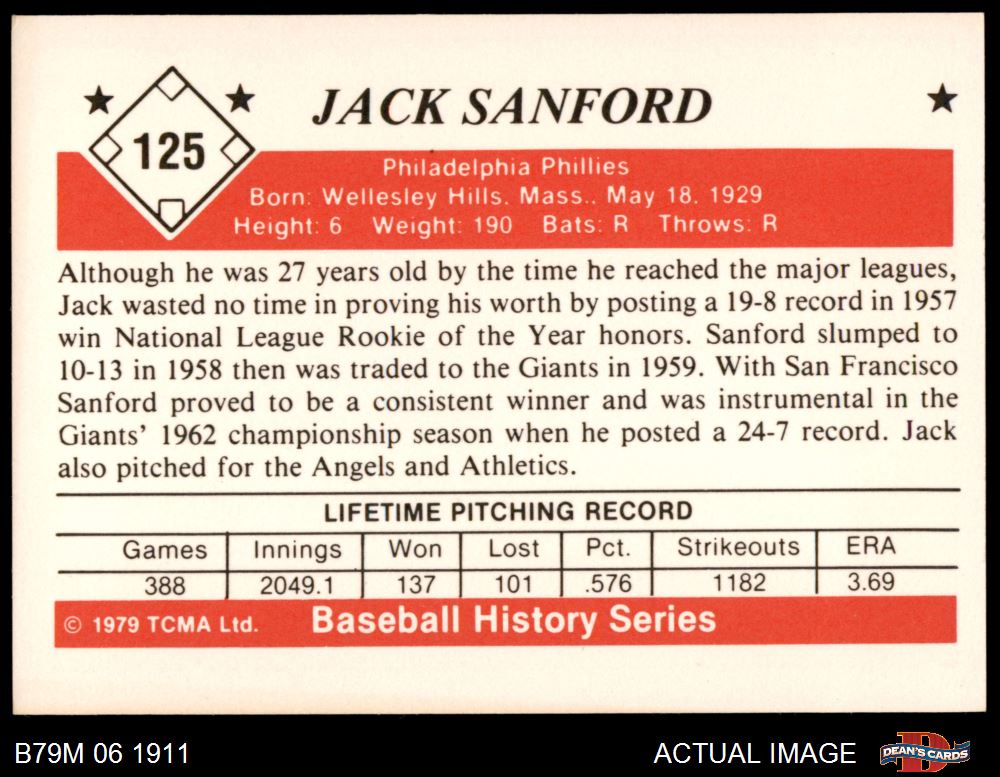 JACK SANFORD
125
Philadelphia Phillies
Born: Wellesley Hills, Mass., May 18, 1929
Height: 6 Weight: 190 Bats: R Throws: R
Although he was 27 years old by the time he reached the major leagues,
Jack wasted no time in proving his worth by posting a 19-8 record in 1957
win National League Rookie of the Year honors. Sanford slumped to
10-13 in 1958 then was traded to the Giants in 1959. With San Francisco
Sanford proved to be a consistent winner and was instrumental in the
Giants' 1962 championship season when he posted a 24-7 record. Jack
also pitched for the Angels and Athletics.
LIFETIME PITCHING RECORD
Games Innings Won Lost Pct. Strikeouts ERA
388 2049.1 137 101 .576 1182 3.69
© 1979 TCMA Ltd. Baseball History Series
B79M 06 1911 ACTUAL IMAGE D DEAN'S CARDS